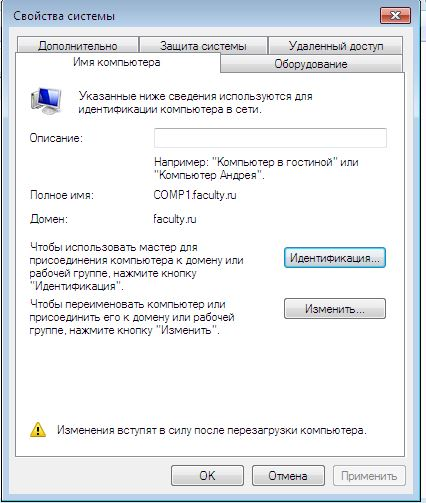 Свойства системы
Дополнительно Защита системы Удаленный доступ
Имя компьютера Оборудование
Указанные ниже сведения используются для
идентификации компьютера в сети.
Описание:
Например: "Компьютер в гостиной" или
"Компьютер Андрея".
Полное имя: COMP1.faculty.ru
Домен: faculty.ru
Чтобы использовать мастер для
присоединения компьютера к домену или
рабочей группе, нажмите кнопку
"Идентификация".
Идентификация...
Чтобы переименовать компьютер или
присоединить его к домену или рабочей
группе, нажмите кнопку "Изменить".
Изменить...
Изменения вступят в силу после перезагрузки компьютера.
OK Отмена Применить